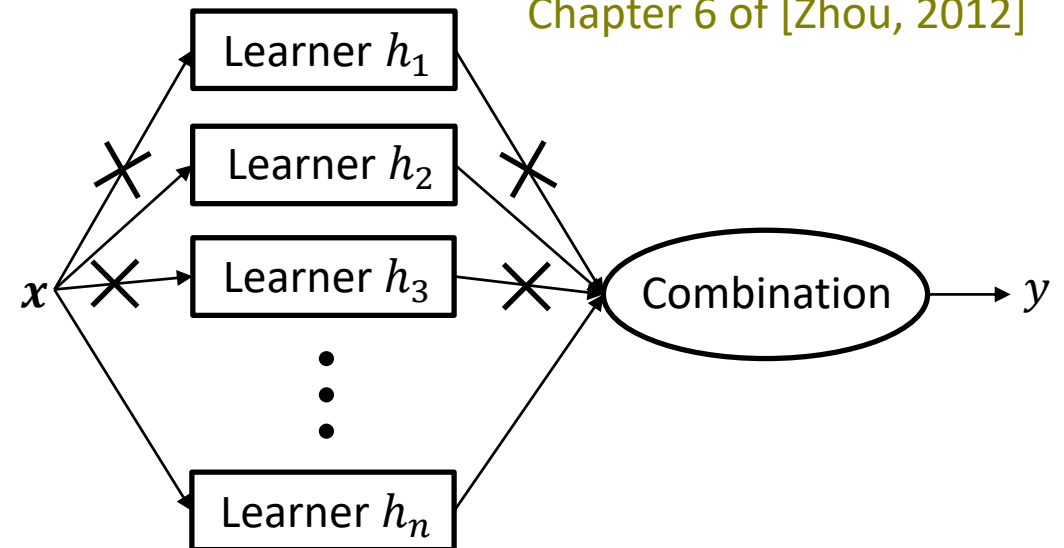 Chapter 6 of [Zhou, 2012]
Learner h₁
Learner h₂
Learner h₃
x
Combination
y
Learner hₙ